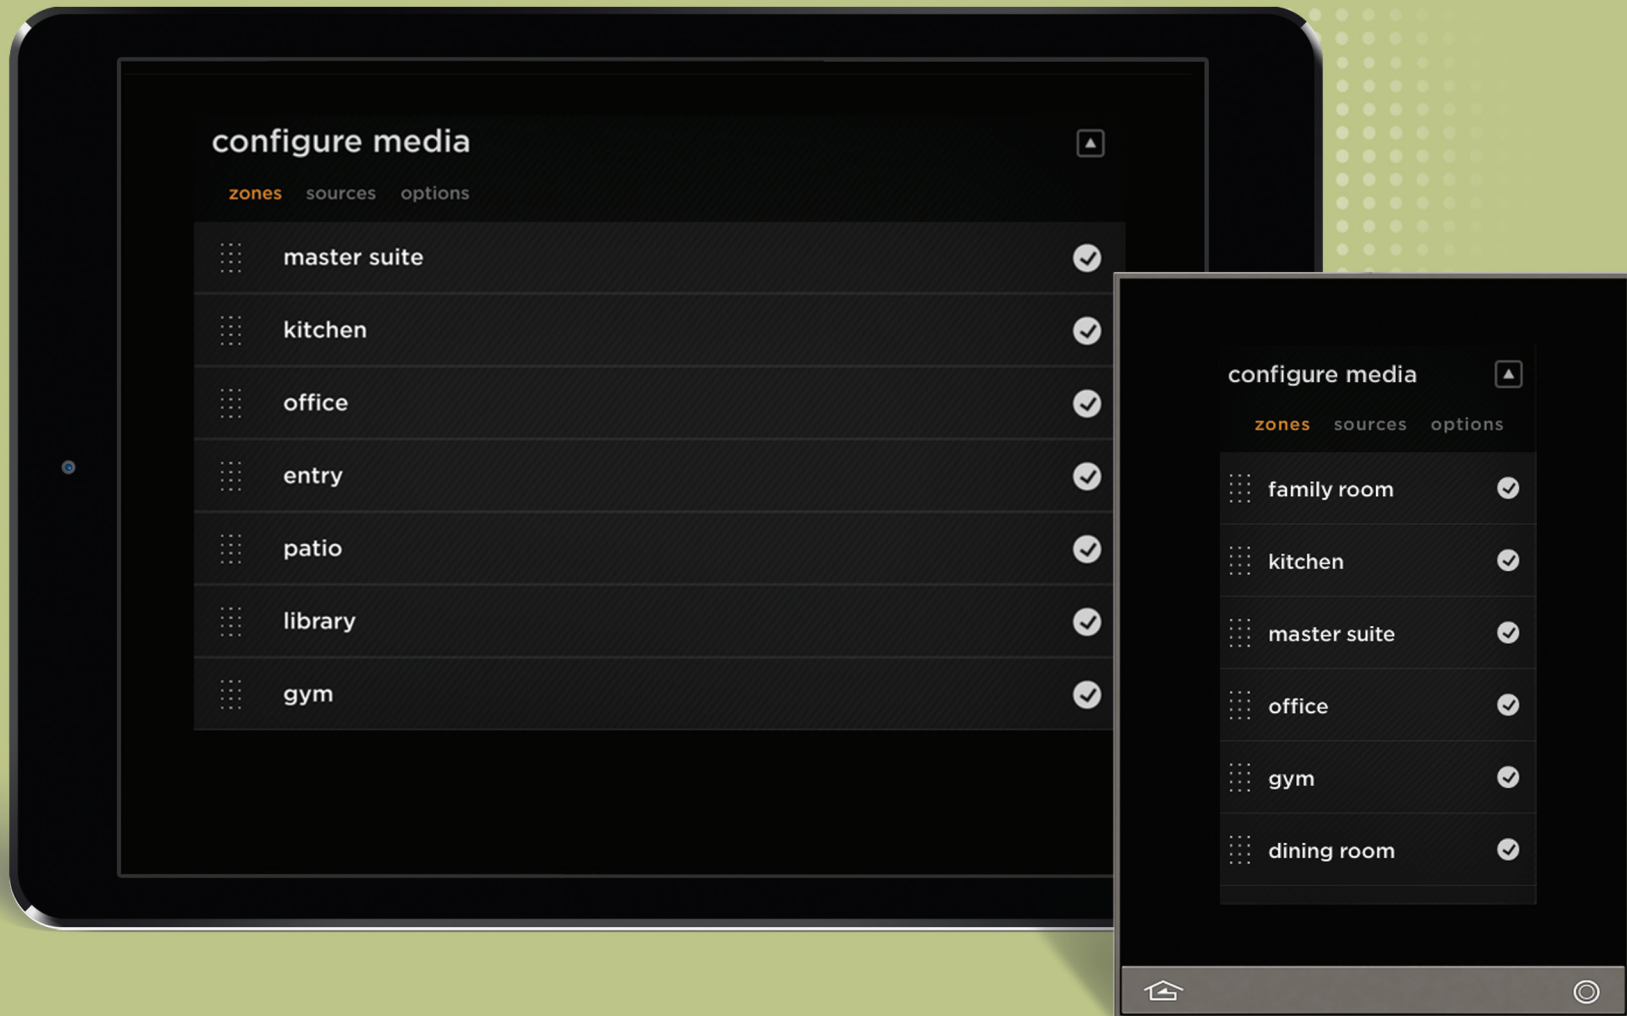 configure media
zones sources options
master suite
kitchen
office
entry
patio
library
gym
configure media
zones sources options
family room
kitchen
master suite
office
gym
dining room